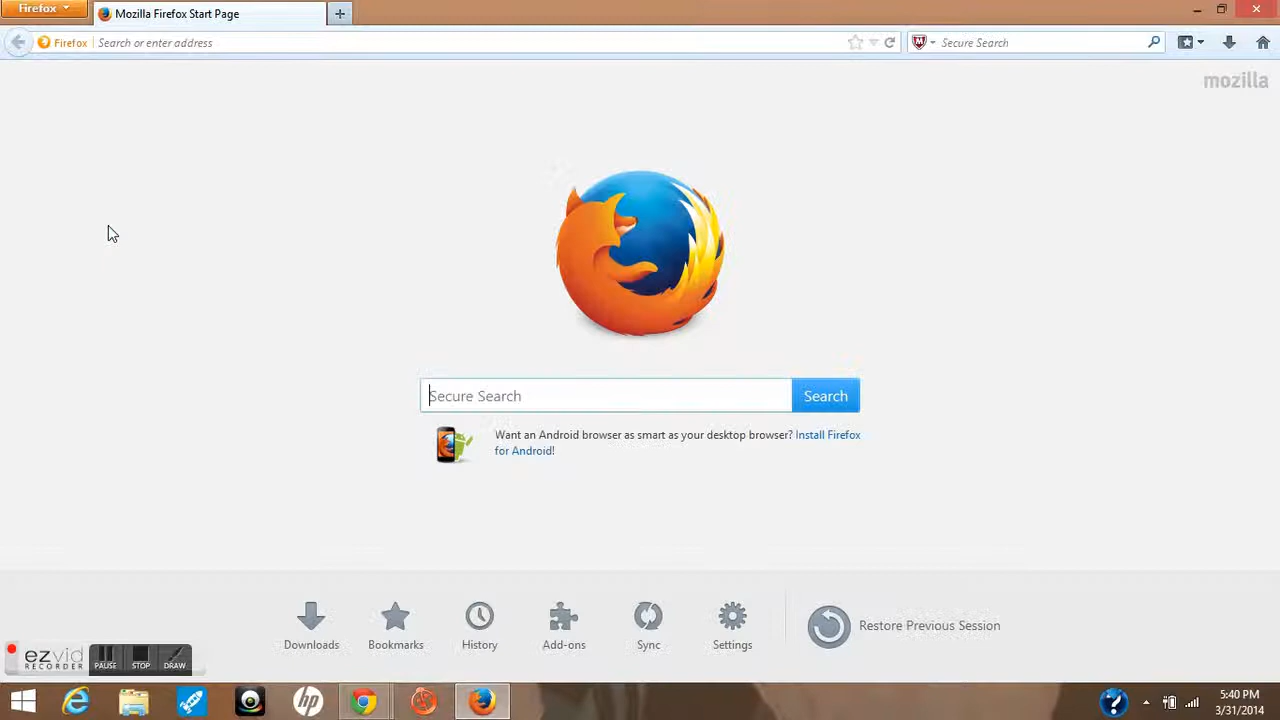 Firefox
Mozilla Firefox Start Page
Firefox
Search or enter address
Secure Search
mozilla
Secure Search
Search
Want an Android browser as smart as your desktop browser? Install Firefox
for Android!
Downloads
Bookmarks
History
Add-ons
Sync
Settings
Restore Previous Session
ezvid
RECORDER
PAUSE
STOP
DRAW
hp
5:40 PM
3/31/2014